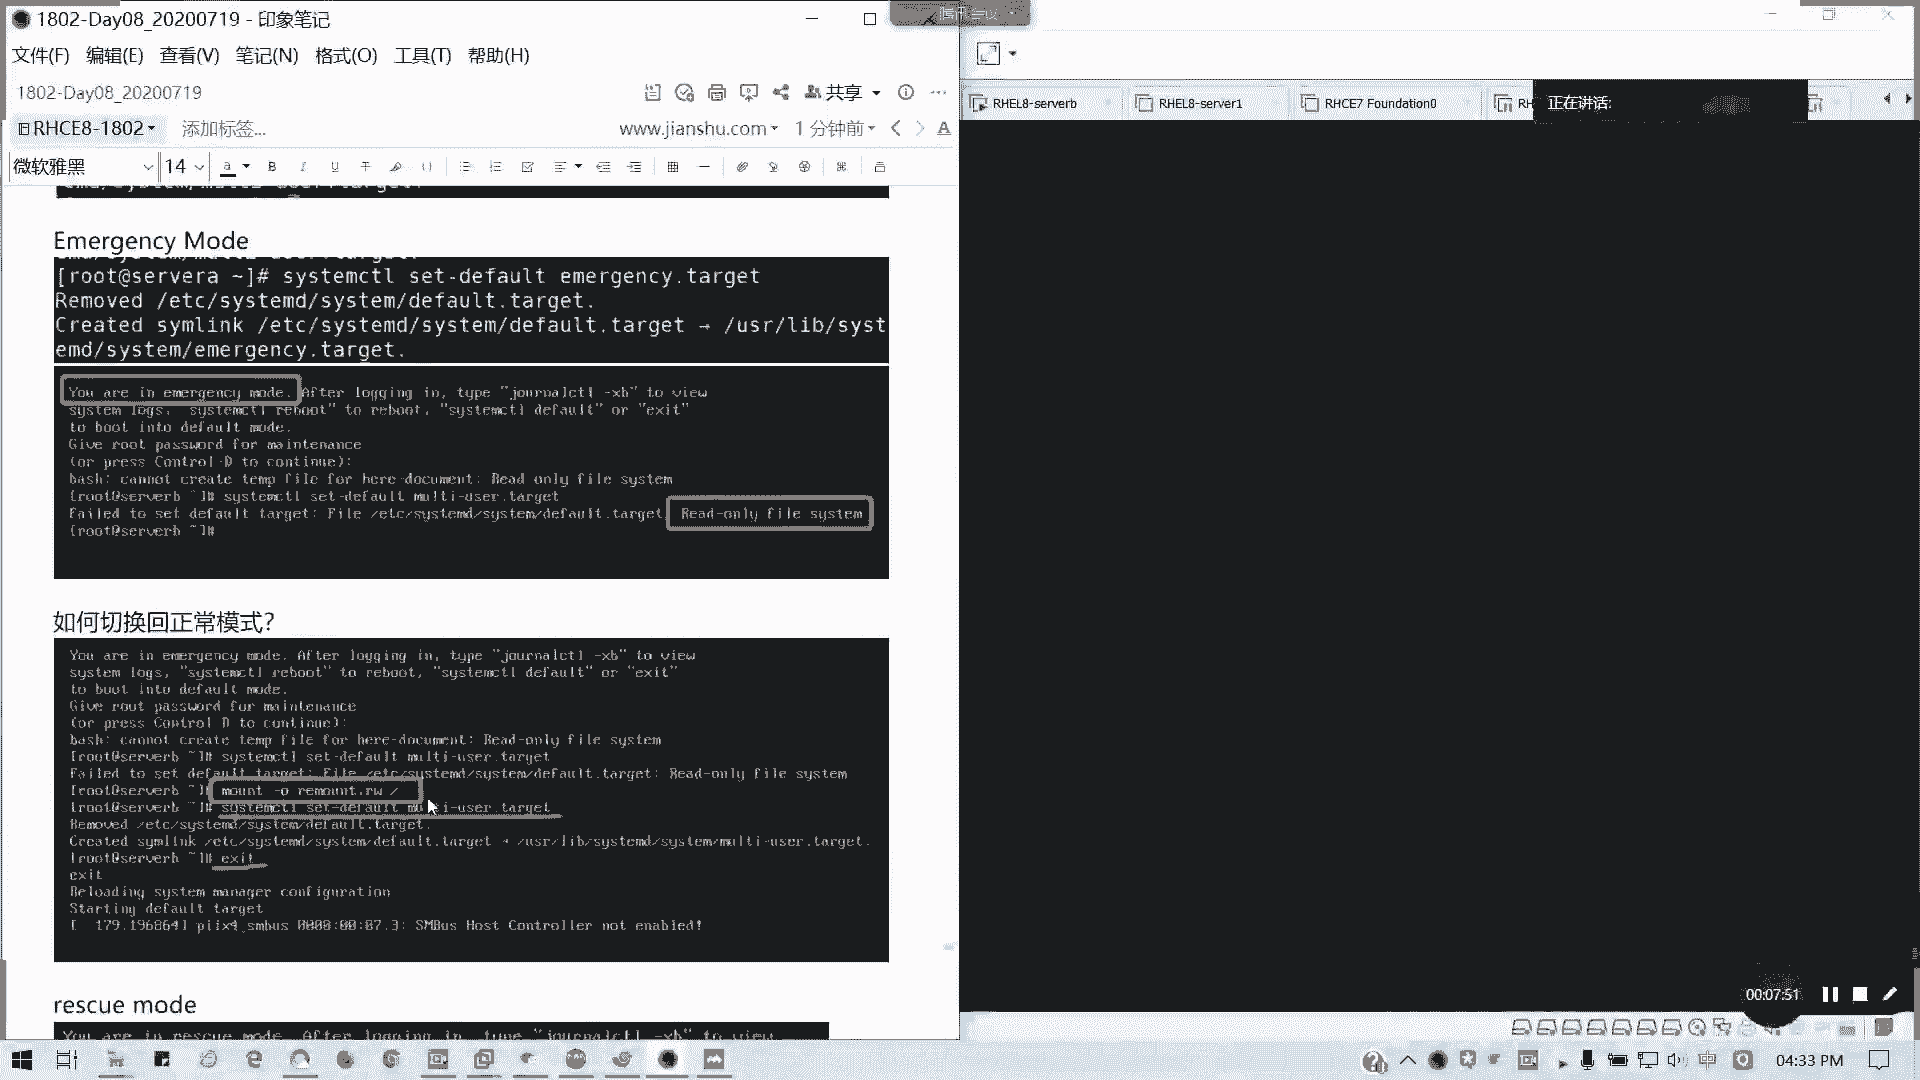 1802-Day08_20200719 - 印象笔记
文件(F) 编辑(E) 查看(V) 笔记(N) 格式(O) 工具(T) 帮助(H)
1802-Day08_20200719
共享
RHCE8-1802
添加标签...
www.jianshu.com
1 分钟前
微软雅黑
14
Emergency Mode
[root@servera ~]# systemctl set-default emergency.target
Removed /etc/systemd/system/default.target.
Created symlink /etc/systemd/system/default.target → /usr/lib/syst
emd/system/emergency.target.
You are in emergency mode. After logging in, type "journalctl -xb" to view
system logs, "systemctl reboot" to reboot, "systemctl default" or "exit"
to boot into default mode.
Give root password for maintenance
(or press Control-D to continue):
bash: cannot create temp file for here-document: Read-only file system
[root@serverb ~]# systemctl set-default multi-user.target
Failed to set default target: File /etc/systemd/system/default.target Read-only file system
[root@serverb ~]#
如何切换回正常模式？
You are in emergency mode. After logging in, type "journalctl -xb" to view
system logs, "systemctl reboot" to reboot, "systemctl default" or "exit"
to boot into default mode.
Give root password for maintenance
(or press Control-D to continue):
bash: cannot create temp file for here-document: Read-only file system
[root@serverb ~]# systemctl set-default multi-user.target
Failed to set default target: File /etc/systemd/system/default.target: Read-only file system
[root@serverb ~]# mount -o remount,rw /
[root@serverb ~]# systemctl set-default multi-user.target
Removed /etc/systemd/system/default.target.
Created symlink /etc/systemd/system/default.target → /usr/lib/systemd/system/multi-user.target.
[root@serverb ~]# exit
exit
Reloading system manager configuration
Starting default target
[ 179.196864] piix4_smbus 0000:00:07.3: SMBus Host Controller not enabled!
rescue mode
You are in rescue mode. After logging in, type "journalctl -xb" to view
腾讯会议
RHEL8-serverb
RHEL8-server1
RHCE7 Foundation0
RH
正在讲话:
00:07:51
中
04:33 PM